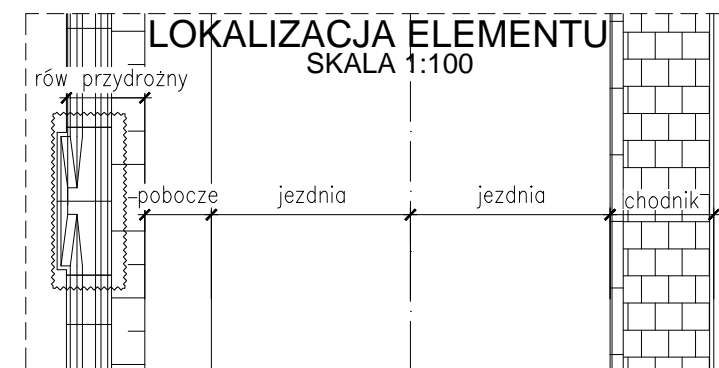 LOKALIZACJA ELEMENTU
SKALA 1:100
rów przydrożny
pobocze jezdnia jezdnia chodnik